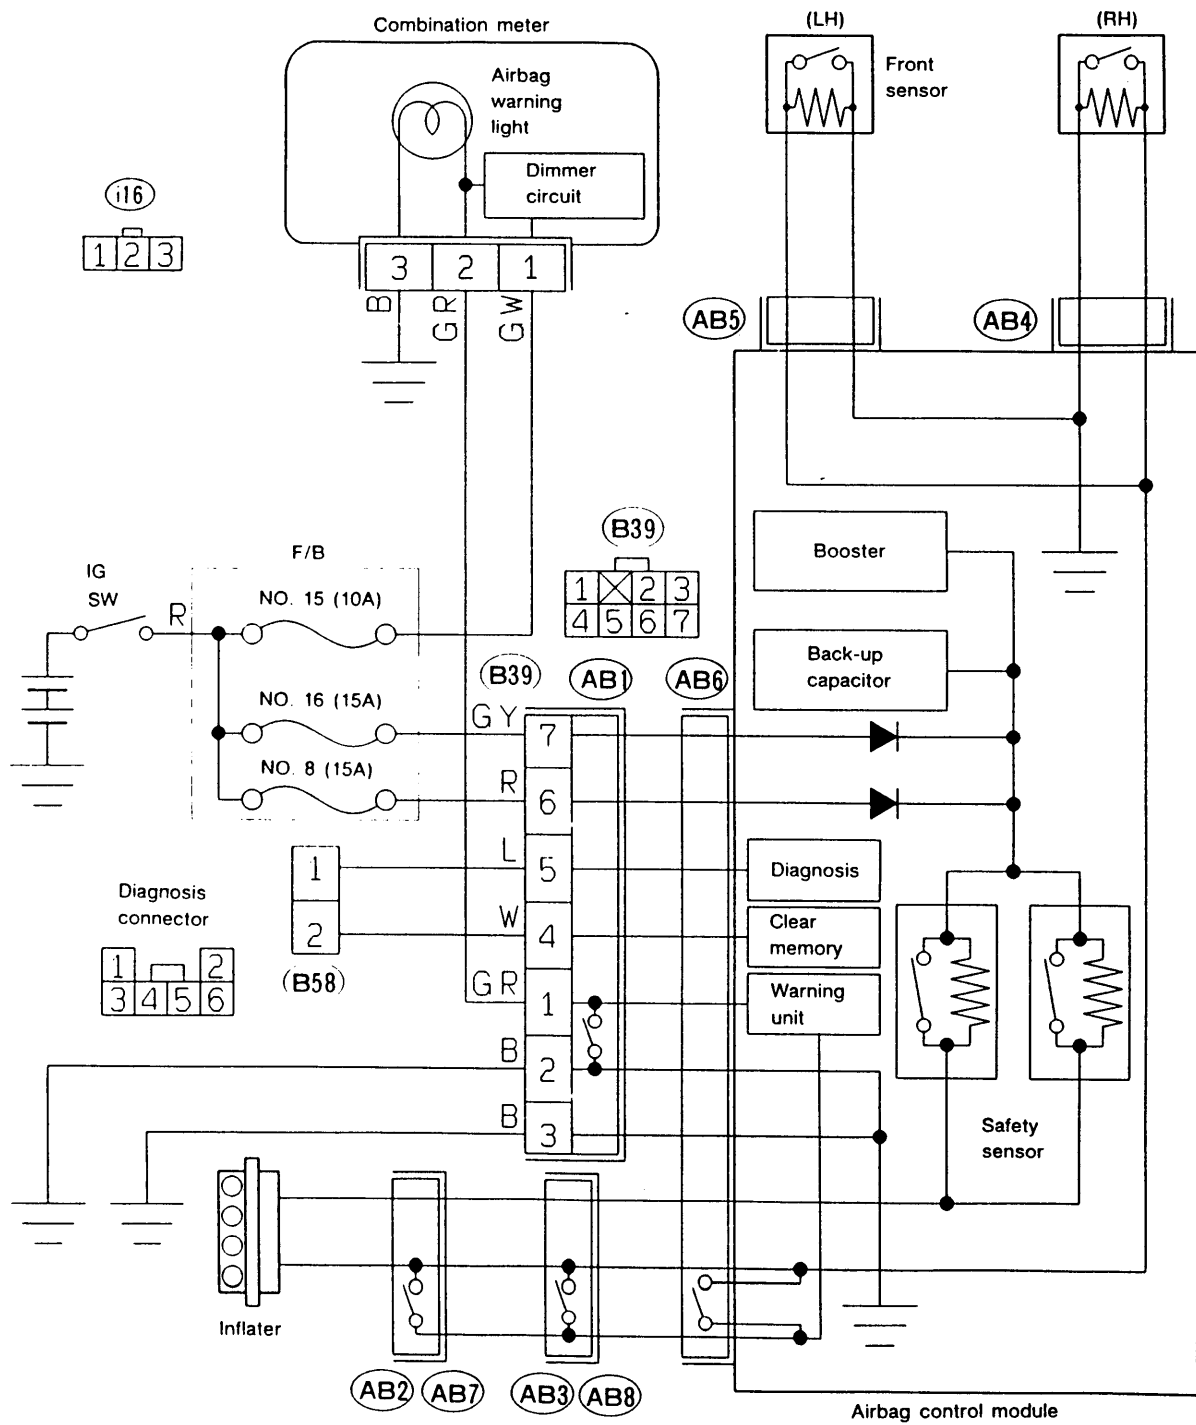 Combination meter
(LH)
(RH)
Airbag
warning
light
Front
sensor
Dimmer
circuit
i16
1 2 3
3 2 1
B
GR
GW
AB5
AB4
B39
1 2 3
4 5 6 7
Booster
F/B
IG
SW
R
NO. 15 (10A)
Back-up
capacitor
B39
AB1
AB6
NO. 16 (15A)
GY
7
NO. 8 (15A)
R
6
L
5
1
Diagnosis
Diagnosis
connector
W
4
2
Clear
memory
(B58)
1 2
3 4 5 6
GR
1
Warning
unit
B
2
B
3
Safety
sensor
Inflater
AB2
AB7
AB3
AB8
Airbag control module